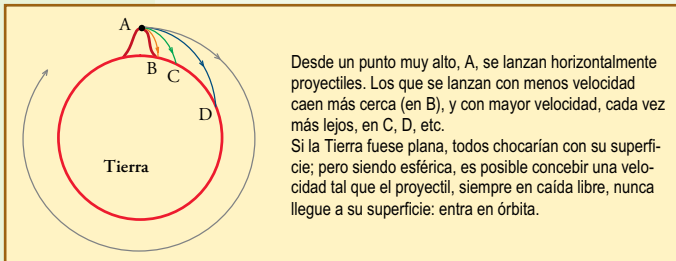 A
B
C
D
Tierra
Desde un punto muy alto, A, se lanzan horizontalmente
proyectiles. Los que se lanzan con menos velocidad
caen más cerca (en B), y con mayor velocidad, cada vez
más lejos, en C, D, etc.
Si la Tierra fuese plana, todos chocarían con su superfi-
cie; pero siendo esférica, es posible concebir una velo-
cidad tal que el proyectil, siempre en caída libre, nunca
llegue a su superficie: entra en órbita.